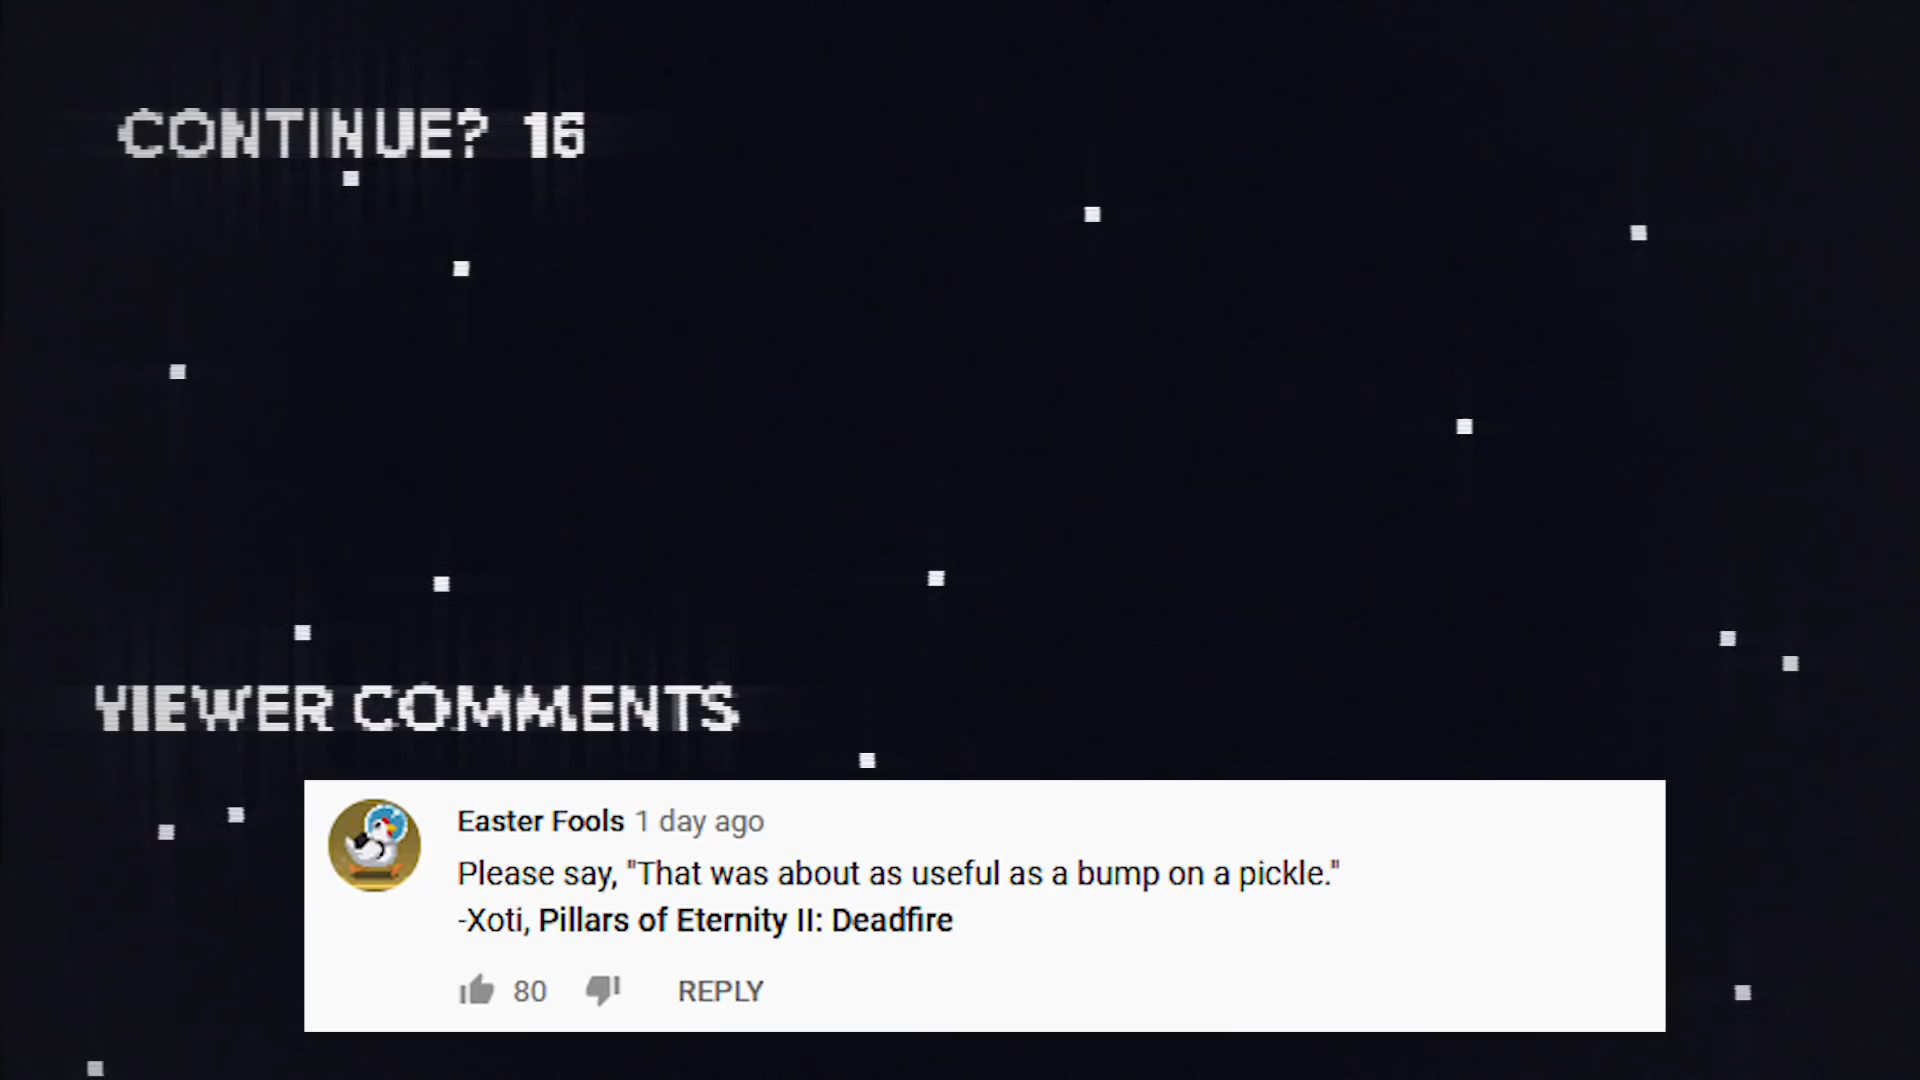 CONTINUE? 16
VIEWER COMMENTS
Easter Fools 1 day ago
Please say, "That was about as useful as a bump on a pickle."
-Xoti, Pillars of Eternity II: Deadfire
80 REPLY